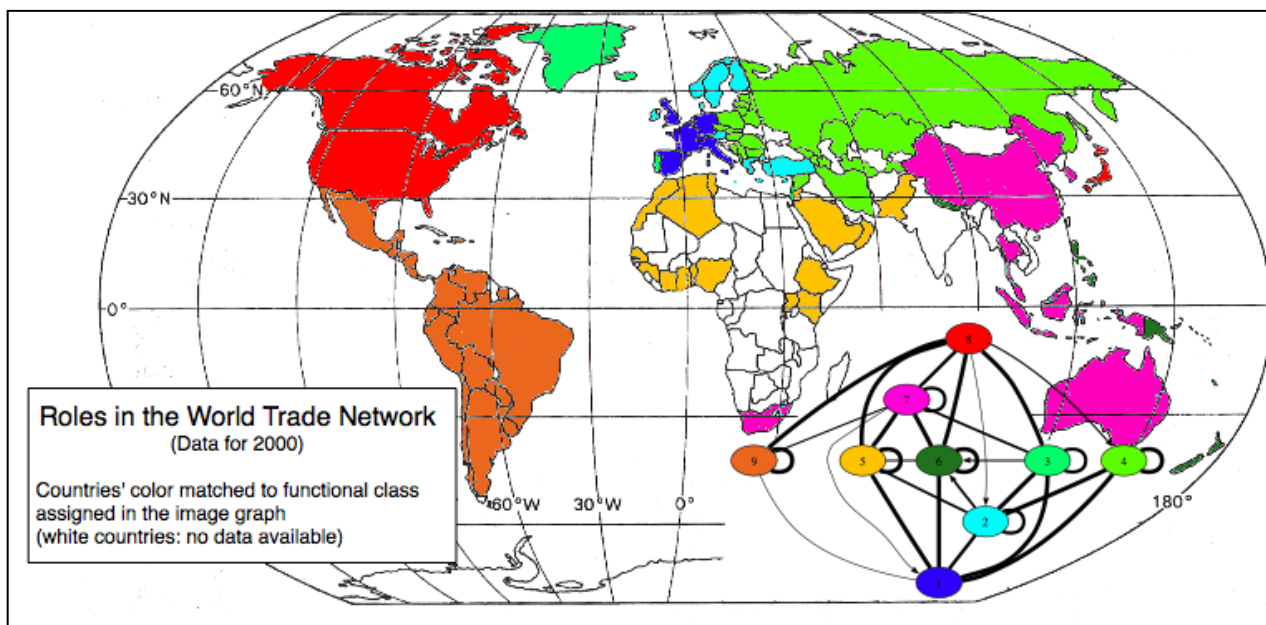 60°N
30°N
0°
60°W
30°W
0°
180°
Roles in the World Trade Network
(Data for 2000)
Countries' color matched to functional class
assigned in the image graph
(white countries: no data available)
8
7
9
5
6
3
4
2
1